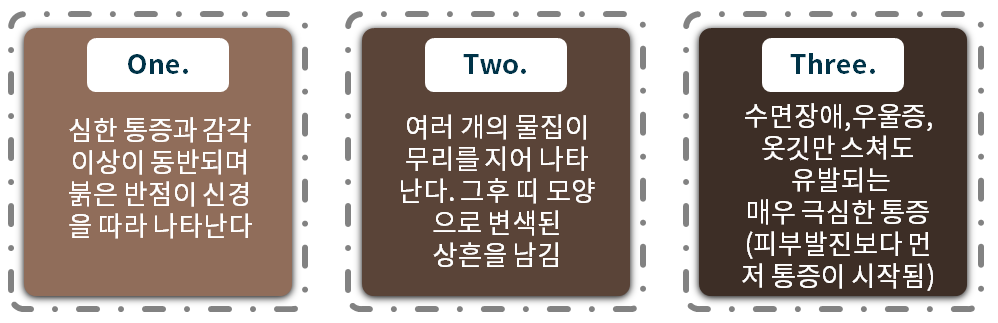 One.
심한 통증과 감각
이상이 동반되며
붉은 반점이 신경
을 따라 나타난다
Two.
여러 개의 물집이
무리를 지어 나타
난다. 그후 띠 모양
으로 변색된
상흔을 남김
Three.
수면장애,우울증,
옷깃만 스쳐도
유발되는
매우 극심한 통증
(피부발진보다 먼
저 통증이 시작됨)